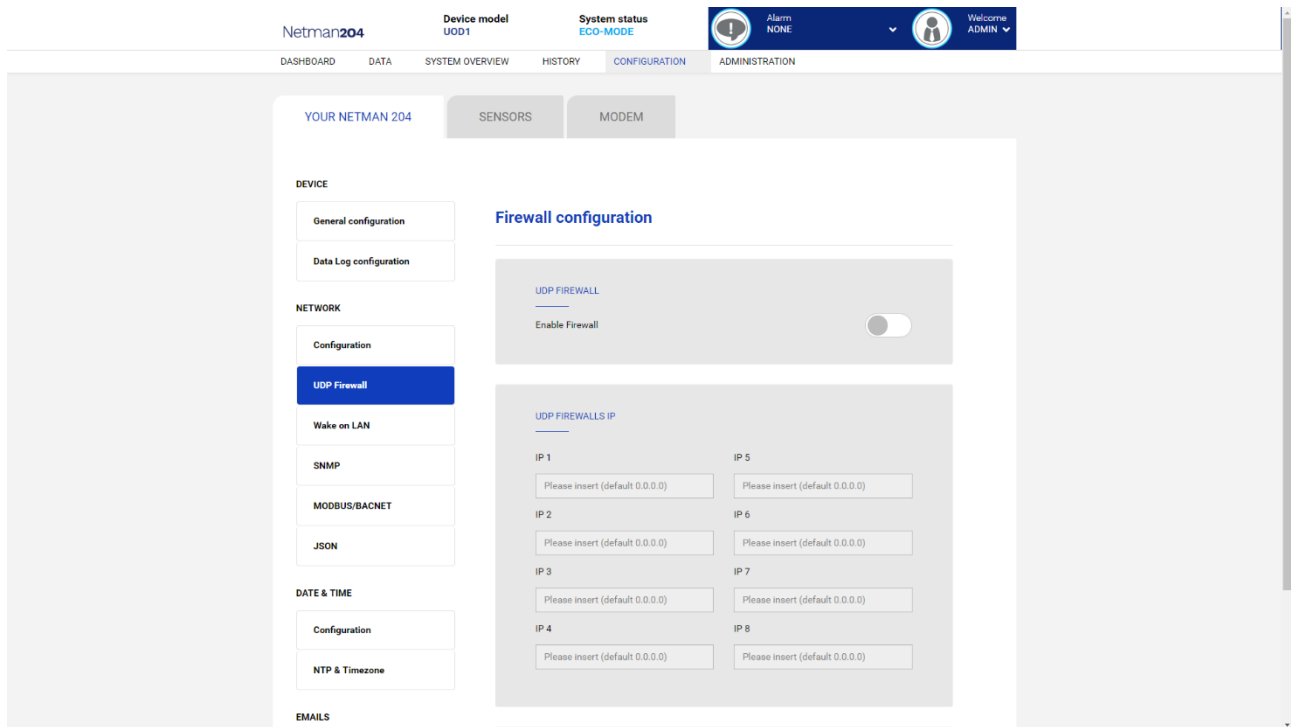 Netman204
Device model
UOD1
System status
ECO-MODE
Alarm
NONE
Welcome
ADMIN
DASHBOARD DATA SYSTEM OVERVIEW HISTORY CONFIGURATION ADMINISTRATION
YOUR NETMAN 204 SENSORS MODEM
DEVICE
General configuration
Data Log configuration
NETWORK
Configuration
UDP Firewall
Wake on LAN
SNMP
MODBUS/BACNET
JSON
DATE & TIME
Configuration
NTP & Timezone
EMAILS
Firewall configuration
UDP FIREWALL
Enable Firewall
UDP FIREWALLS IP
IP 1 IP 5
Please insert (default 0.0.0.0) Please insert (default 0.0.0.0)
IP 2 IP 6
Please insert (default 0.0.0.0) Please insert (default 0.0.0.0)
IP 3 IP 7
Please insert (default 0.0.0.0) Please insert (default 0.0.0.0)
IP 4 IP 8
Please insert (default 0.0.0.0) Please insert (default 0.0.0.0)